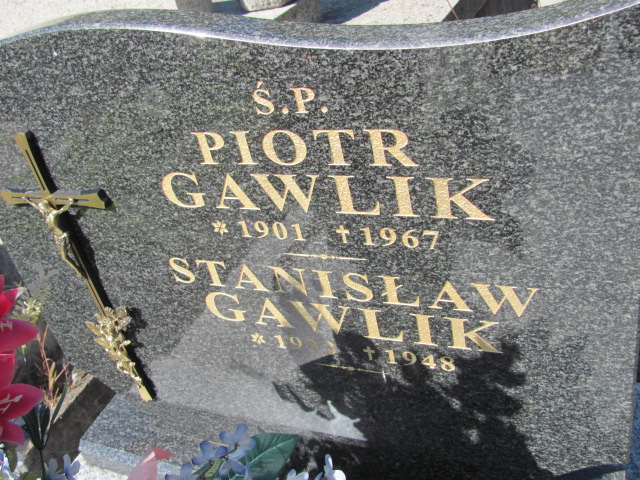 Ś.P.
PIOTR
GAWLIK
* 1901 † 1967
STANISŁAW
GAWLIK
† 1948